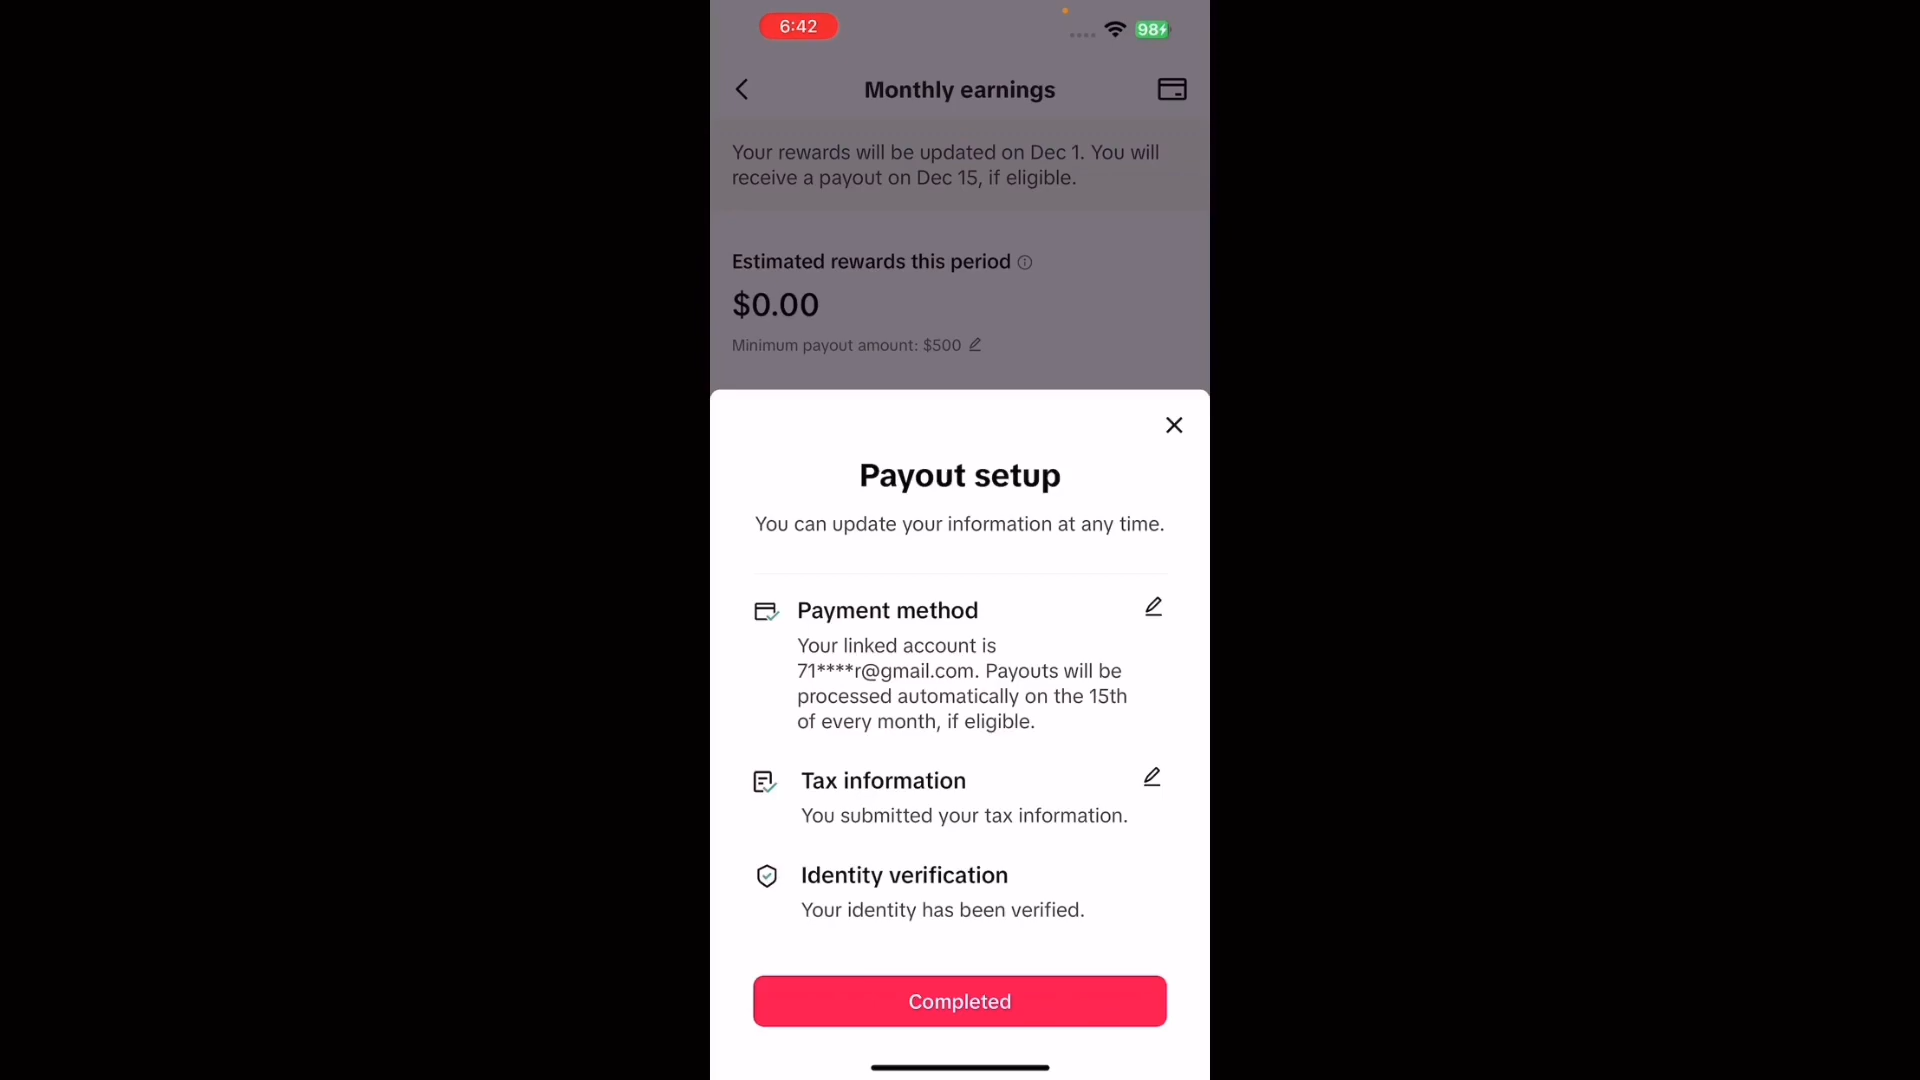 6:42
98
Monthly earnings
Your rewards will be updated on Dec 1. You will
receive a payout on Dec 15, if eligible.
Estimated rewards this period
$0.00
Minimum payout amount: $500
Payout setup
You can update your information at any time.
Payment method
Your linked account is
71****r@gmail.com. Payouts will be
processed automatically on the 15th
of every month, if eligible.
Tax information
You submitted your tax information.
Identity verification
Your identity has been verified.
Completed